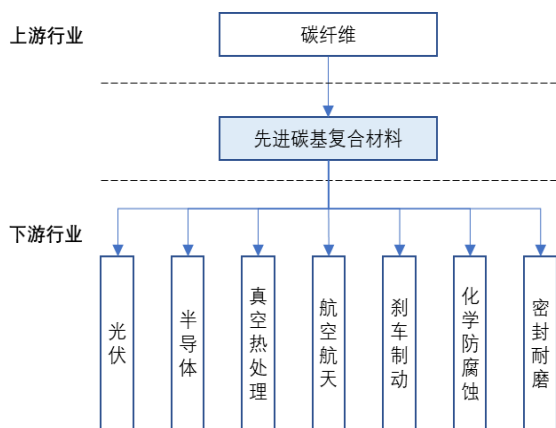 上游行业
碳纤维
先进碳基复合材料
下游行业
光伏
半导体
真空热处理
航空航天
刹车制动
化学防腐蚀
密封耐磨